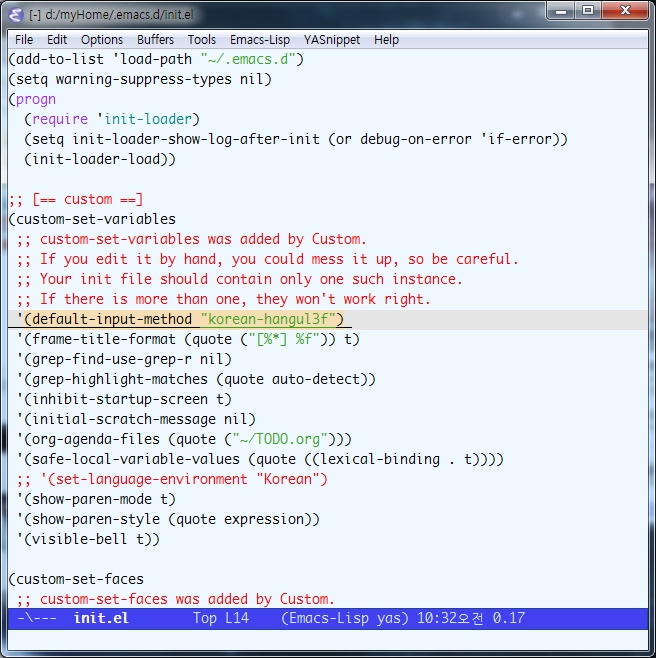 [-] d:/myHome/.emacs.d/init.el
File Edit Options Buffers Tools Emacs-Lisp YASnippet Help
(add-to-list 'load-path "~/.emacs.d")
(setq warning-suppress-types nil)
(progn
  (require 'init-loader)
  (setq init-loader-show-log-after-init (or debug-on-error 'if-error))
  (init-loader-load))

;; [== custom ==]
(custom-set-variables
 ;; custom-set-variables was added by Custom.
 ;; If you edit it by hand, you could mess it up, so be careful.
 ;; Your init file should contain only one such instance.
 ;; If there is more than one, they won't work right.
 '(default-input-method "korean-hangul3f")
 '(frame-title-format (quote ("[%*] %f")) t)
 '(grep-find-use-grep-r nil)
 '(grep-highlight-matches (quote auto-detect))
 '(inhibit-startup-screen t)
 '(initial-scratch-message nil)
 '(org-agenda-files (quote ("~/TODO.org")))
 '(safe-local-variable-values (quote ((lexical-binding . t))))
 ;; '(set-language-environment "Korean")
 '(show-paren-mode t)
 '(show-paren-style (quote expression))
 '(visible-bell t))

(custom-set-faces
 ;; custom-set-faces was added by Custom.
-\--- init.el Top L14 (Emacs-Lisp yas) 10:32오전 0.17